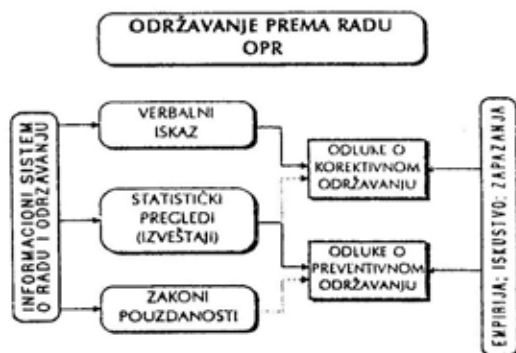 ODRŽAVANJE PREMA RADU
OPR
INFORMACIONI SISTEM
O RADU I ODRŽAVANJU
VERBALNI
ISKAZ
STATISTIČKI
PREGLEDI
(IZVEŠTAJI)
ZAKONI
POUZDANOSTI
ODLUKE O
KOREKTIVNOM
ODRŽAVANJU
ODLUKE O
PREVENTIVNOM
ODRŽAVANJU
EMPIRIJA; ISKUSTVO; ZAPAZANJA